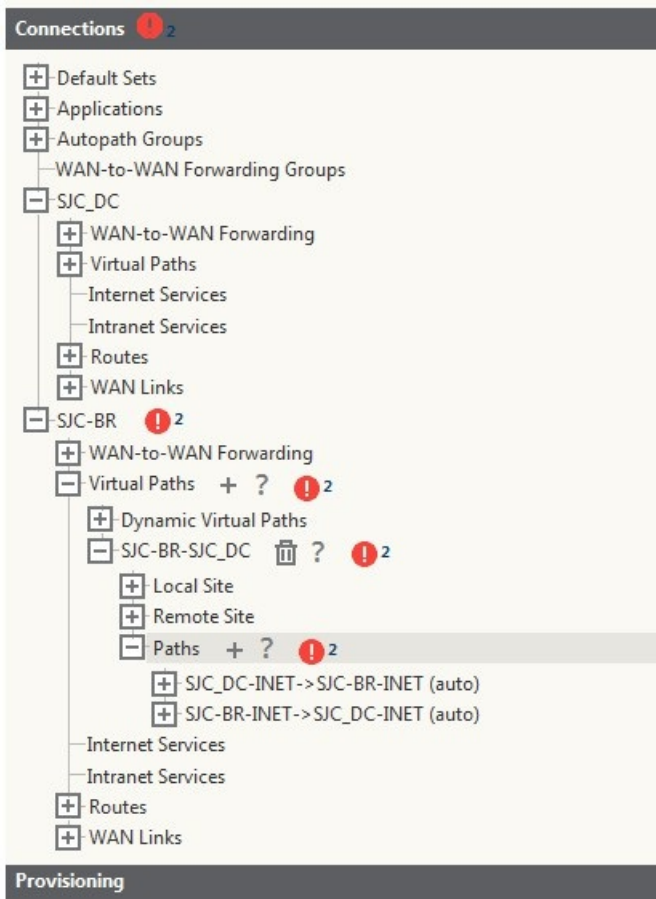 Connections ! 2
+ Default Sets
+ Applications
+ Autopath Groups
WAN-to-WAN Forwarding Groups
- SJC_DC
+ WAN-to-WAN Forwarding
+ Virtual Paths
Internet Services
Intranet Services
+ Routes
+ WAN Links
- SJC-BR ! 2
+ WAN-to-WAN Forwarding
- Virtual Paths + ? ! 2
+ Dynamic Virtual Paths
- SJC-BR-SJC_DC ? ! 2
+ Local Site
+ Remote Site
- Paths + ? ! 2
+ SJC_DC-INET->SJC-BR-INET (auto)
+ SJC-BR-INET->SJC_DC-INET (auto)
Internet Services
Intranet Services
+ Routes
+ WAN Links
Provisioning